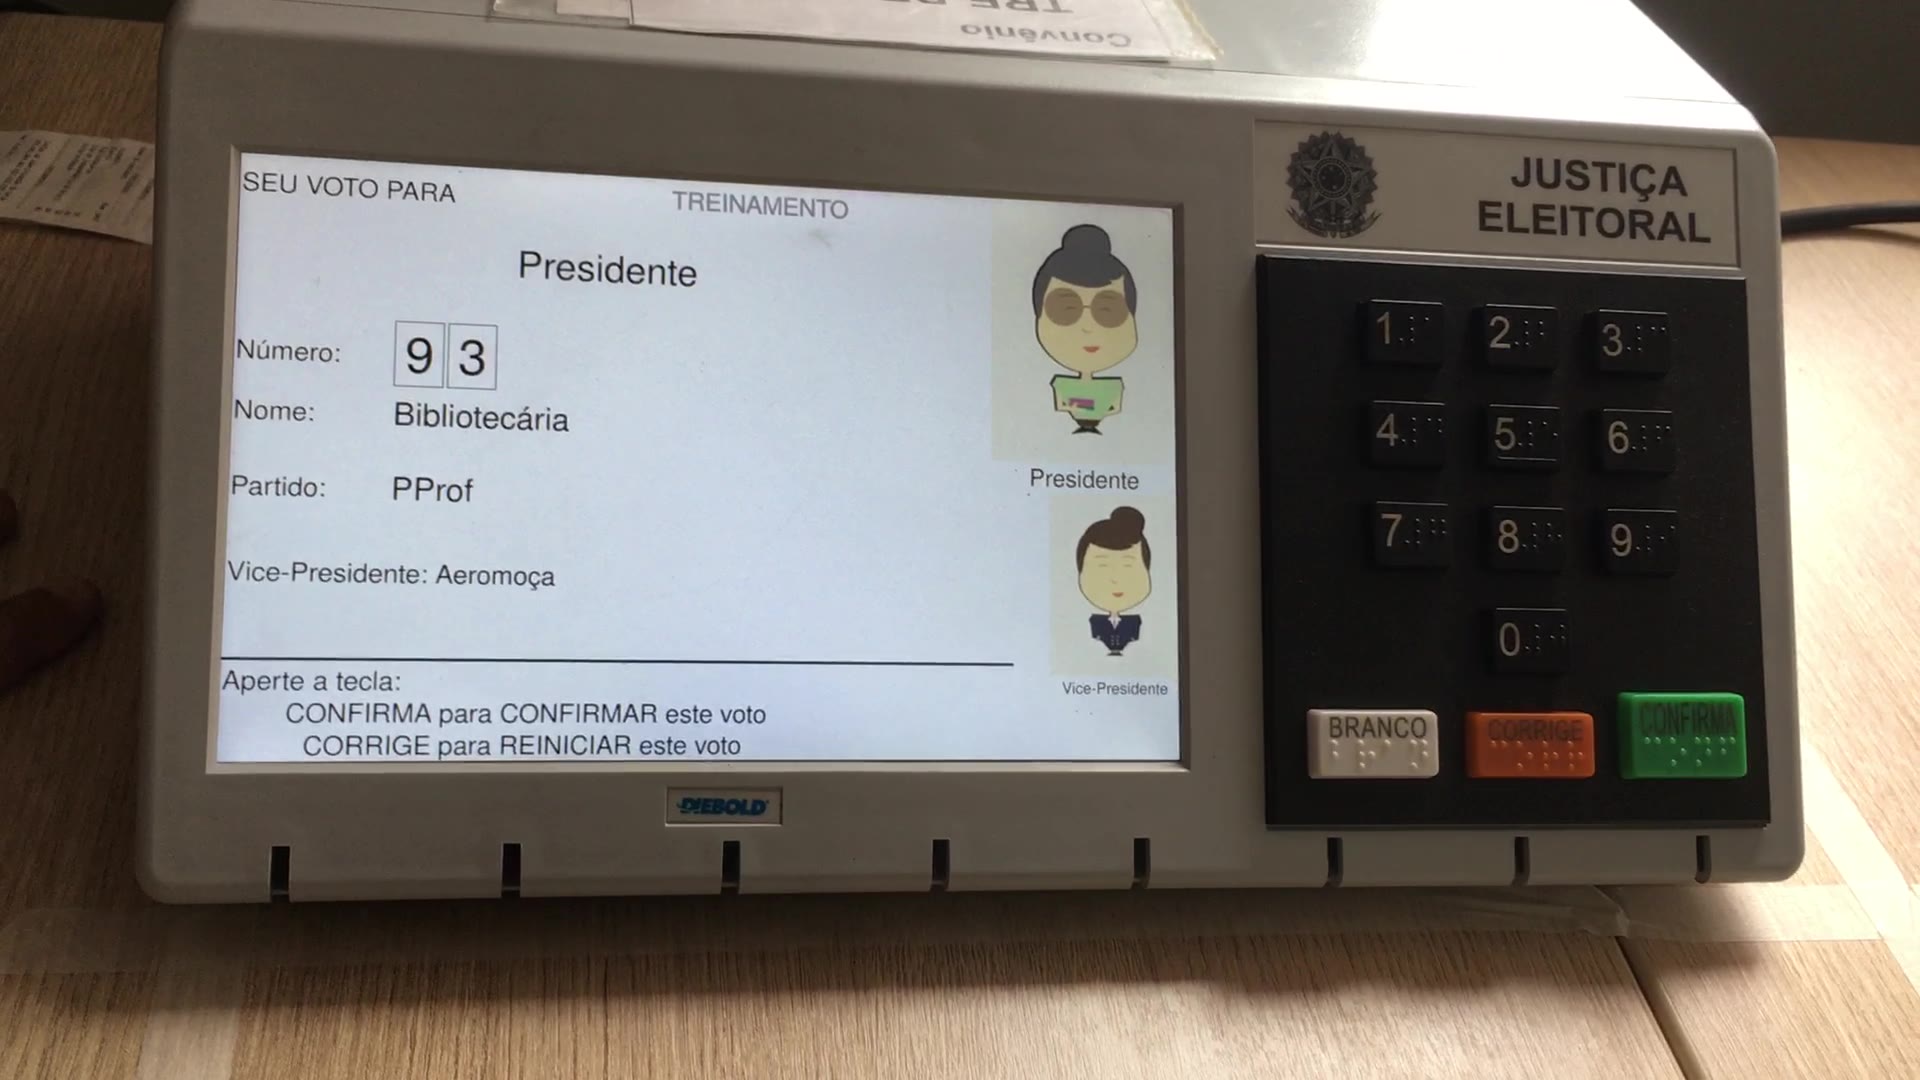 Convênio
SEU VOTO PARA
TREINAMENTO
Presidente
Número: 9 3
Nome: Bibliotecária
Partido: PProf
Vice-Presidente: Aeromoça
Presidente
Vice-Presidente
Aperte a tecla:
CONFIRMA para CONFIRMAR este voto
CORRIGE para REINICIAR este voto
DIEBOLD
JUSTIÇA
ELEITORAL
1 2 3
4 5 6
7 8 9
0
BRANCO CORRIGE CONFIRMA